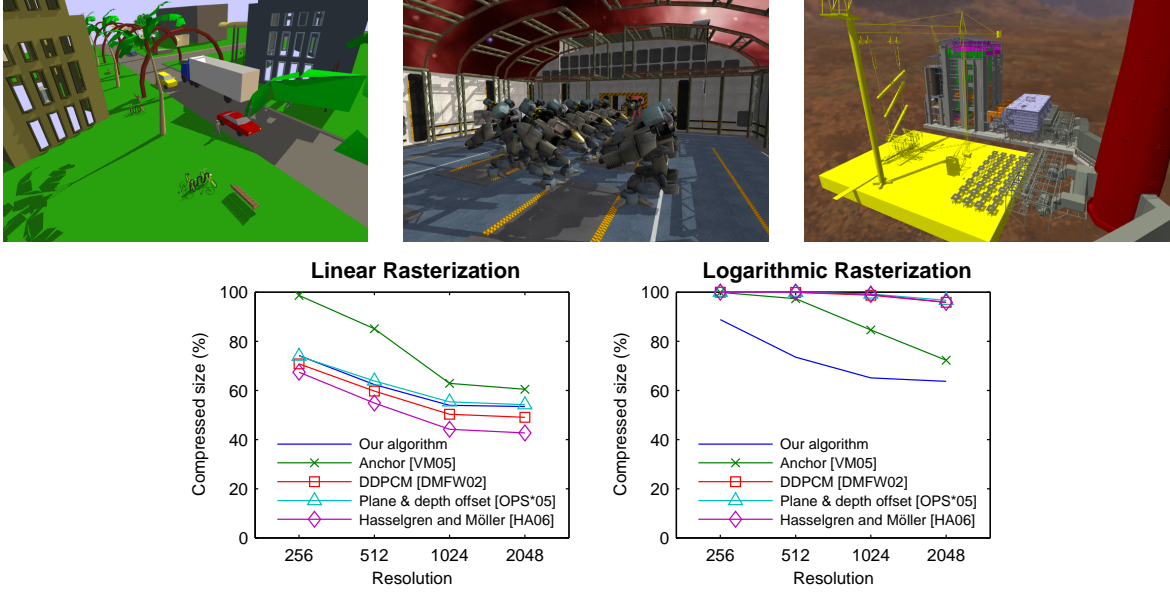 Linear Rasterization
100
80
60
40
20
0
Compressed size (%)
Our algorithm
Anchor [VM05]
DDPCM [DMFW02]
Plane & depth offset [OPS*05]
Hasselgren and Möller [HA06]
256 512 1024 2048
Resolution
Logarithmic Rasterization
100
80
60
40
20
0
Compressed size (%)
Our algorithm
Anchor [VM05]
DDPCM [DMFW02]
Plane & depth offset [OPS*05]
Hasselgren and Möller [HA06]
256 512 1024 2048
Resolution